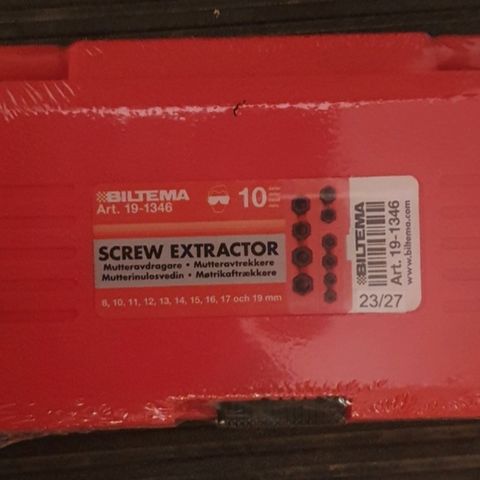 BILTEMA
Art. 19-1346
10
SCREW EXTRACTOR
Mutteravdragare • Mutteravtrekkere
Mutterinulosvedin • Møtrikaftrækkere
8, 10, 11, 12, 13, 14, 15, 16, 17 och 19 mm
BILTEMA
Art. 19-1346
www.biltema.com
23/27